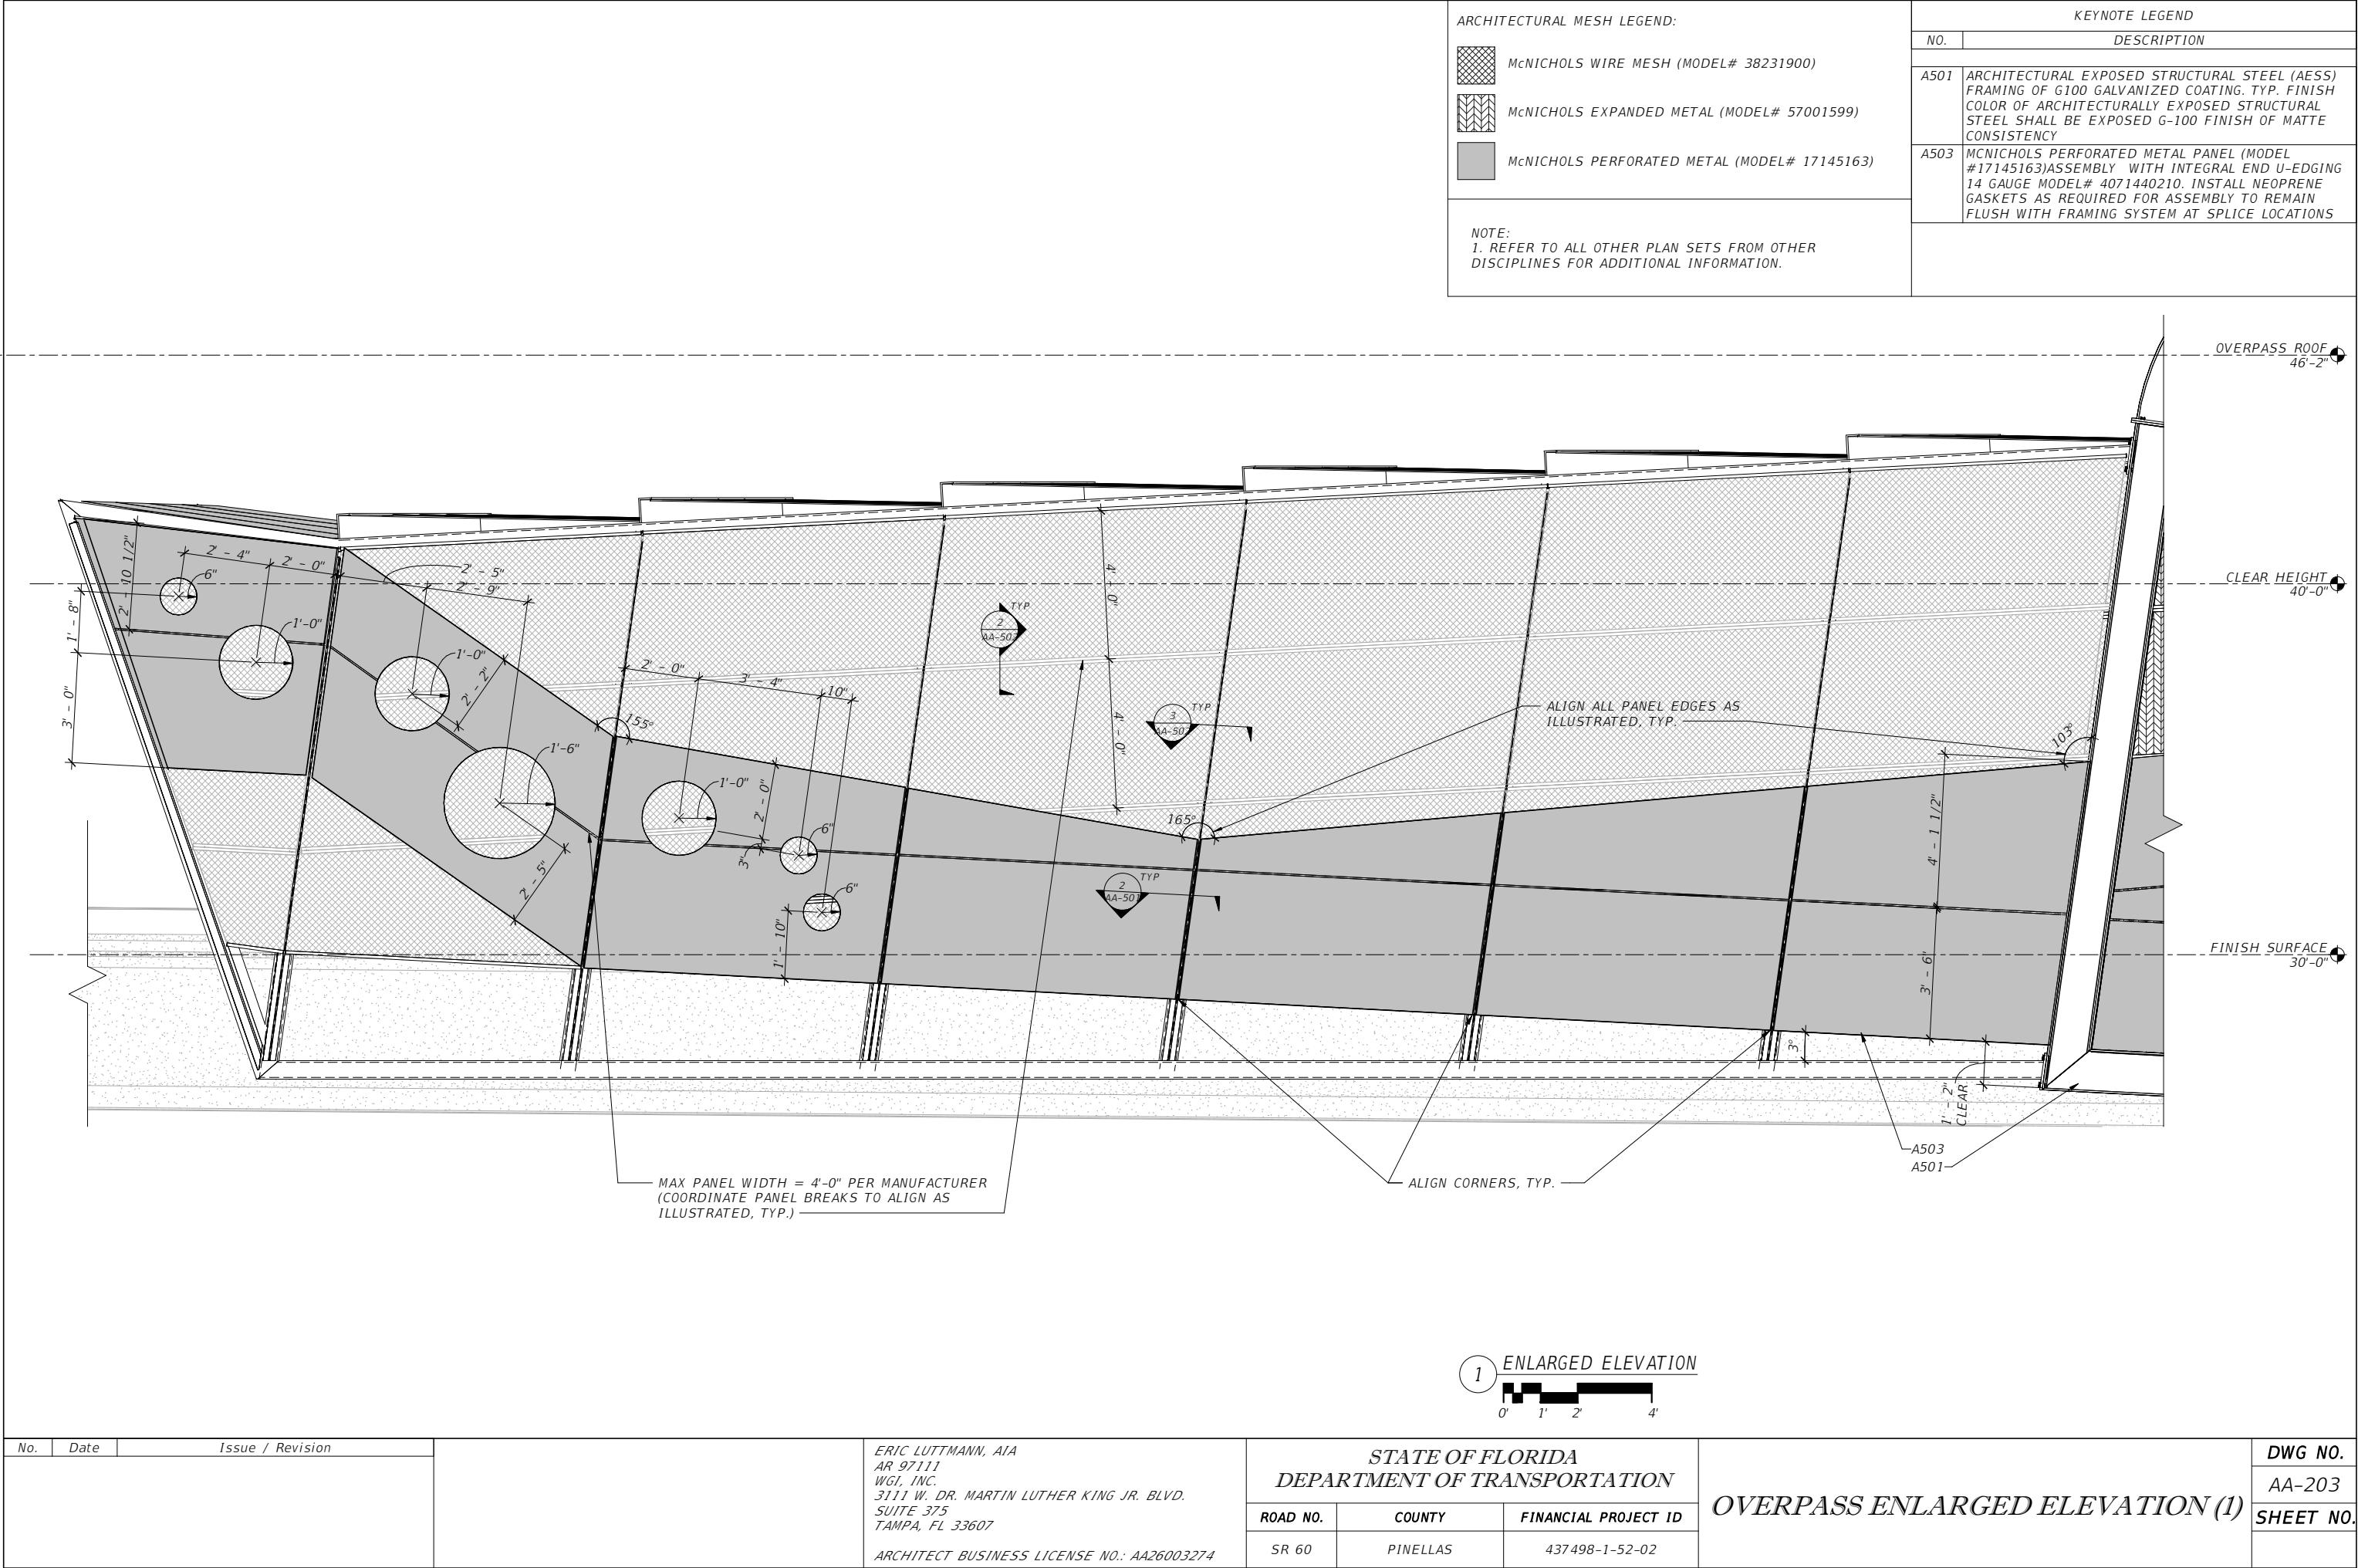 ARCHITECTURAL MESH LEGEND:
McNICHOLS WIRE MESH (MODEL# 38231900)
McNICHOLS EXPANDED METAL (MODEL# 57001599)
McNICHOLS PERFORATED METAL (MODEL# 17145163)
NOTE:
1. REFER TO ALL OTHER PLAN SETS FROM OTHER
DISCIPLINES FOR ADDITIONAL INFORMATION.
KEYNOTE LEGEND
NO. DESCRIPTION
A501 ARCHITECTURAL EXPOSED STRUCTURAL STEEL (AESS)
FRAMING OF G100 GALVANIZED COATING. TYP. FINISH
COLOR OF ARCHITECTURALLY EXPOSED STRUCTURAL
STEEL SHALL BE EXPOSED G-100 FINISH OF MATTE
CONSISTENCY
A503 MCNICHOLS PERFORATED METAL PANEL (MODEL
#17145163)ASSEMBLY WITH INTEGRAL END U-EDGING
14 GAUGE MODEL# 4071440210. INSTALL NEOPRENE
GASKETS AS REQUIRED FOR ASSEMBLY TO REMAIN
FLUSH WITH FRAMING SYSTEM AT SPLICE LOCATIONS
OVERPASS ROOF
46'-2"
CLEAR HEIGHT
40'-0"
FINISH SURFACE
30'-0"
2' - 10 1/2"
2' - 4"
2' - 0"
6"
1' - 8"
1'-0"
3' - 0"
2' - 5"
2' - 9"
1'-0"
2' - 2"
1'-6"
2' - 5"
155°
2' - 0"
3' - 4"
10"
1'-0"
2' - 0"
3"
6"
6"
1' - 10"
4' - 0"
4' - 0"
2
AA-502
TYP
3
AA-502
TYP
2
AA-501
TYP
165°
ALIGN ALL PANEL EDGES AS
ILLUSTRATED, TYP.
103°
4' - 1 1/2"
3' - 6"
3°
1' - 2"
CLEAR
A503
A501
MAX PANEL WIDTH = 4'-0" PER MANUFACTURER
(COORDINATE PANEL BREAKS TO ALIGN AS
ILLUSTRATED, TYP.)
ALIGN CORNERS, TYP.
1 ENLARGED ELEVATION
0' 1' 2' 4'
No. Date Issue / Revision
ERIC LUTTMANN, AIA
AR 97111
WGI, INC.
3111 W. DR. MARTIN LUTHER KING JR. BLVD.
SUITE 375
TAMPA, FL 33607
ARCHITECT BUSINESS LICENSE NO.: AA26003274
STATE OF FLORIDA
DEPARTMENT OF TRANSPORTATION
ROAD NO. COUNTY FINANCIAL PROJECT ID
SR 60 PINELLAS 437498-1-52-02
OVERPASS ENLARGED ELEVATION (1)
DWG NO.
AA-203
SHEET NO.